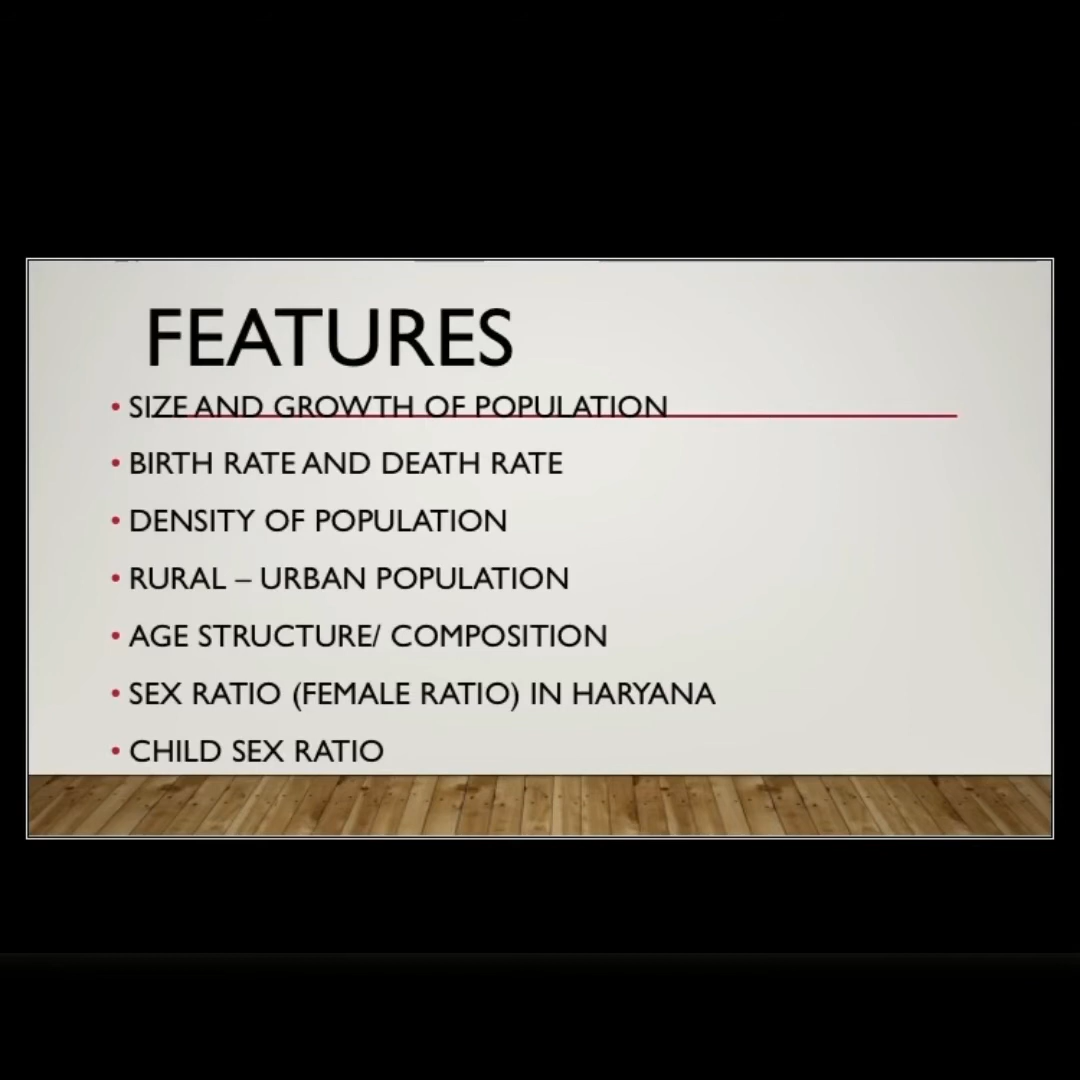 FEATURES
• SIZE AND GROWTH OF POPULATION
• BIRTH RATE AND DEATH RATE
• DENSITY OF POPULATION
• RURAL – URBAN POPULATION
• AGE STRUCTURE/ COMPOSITION
• SEX RATIO (FEMALE RATIO) IN HARYANA
• CHILD SEX RATIO